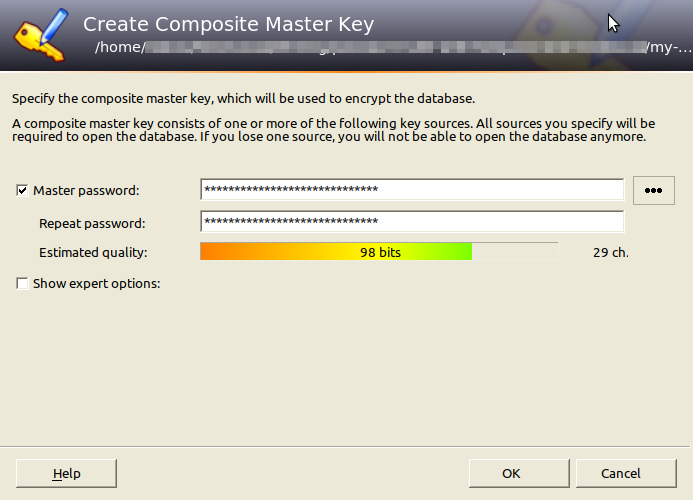 Create Composite Master Key
/home/ /my-...
Specify the composite master key, which will be used to encrypt the database.
A composite master key consists of one or more of the following key sources. All sources you specify will be
required to open the database. If you lose one source, you will not be able to open the database anymore.
Master password: ***************************** •••
Repeat password: *****************************
Estimated quality: 98 bits 29 ch.
Show expert options:
Help OK Cancel